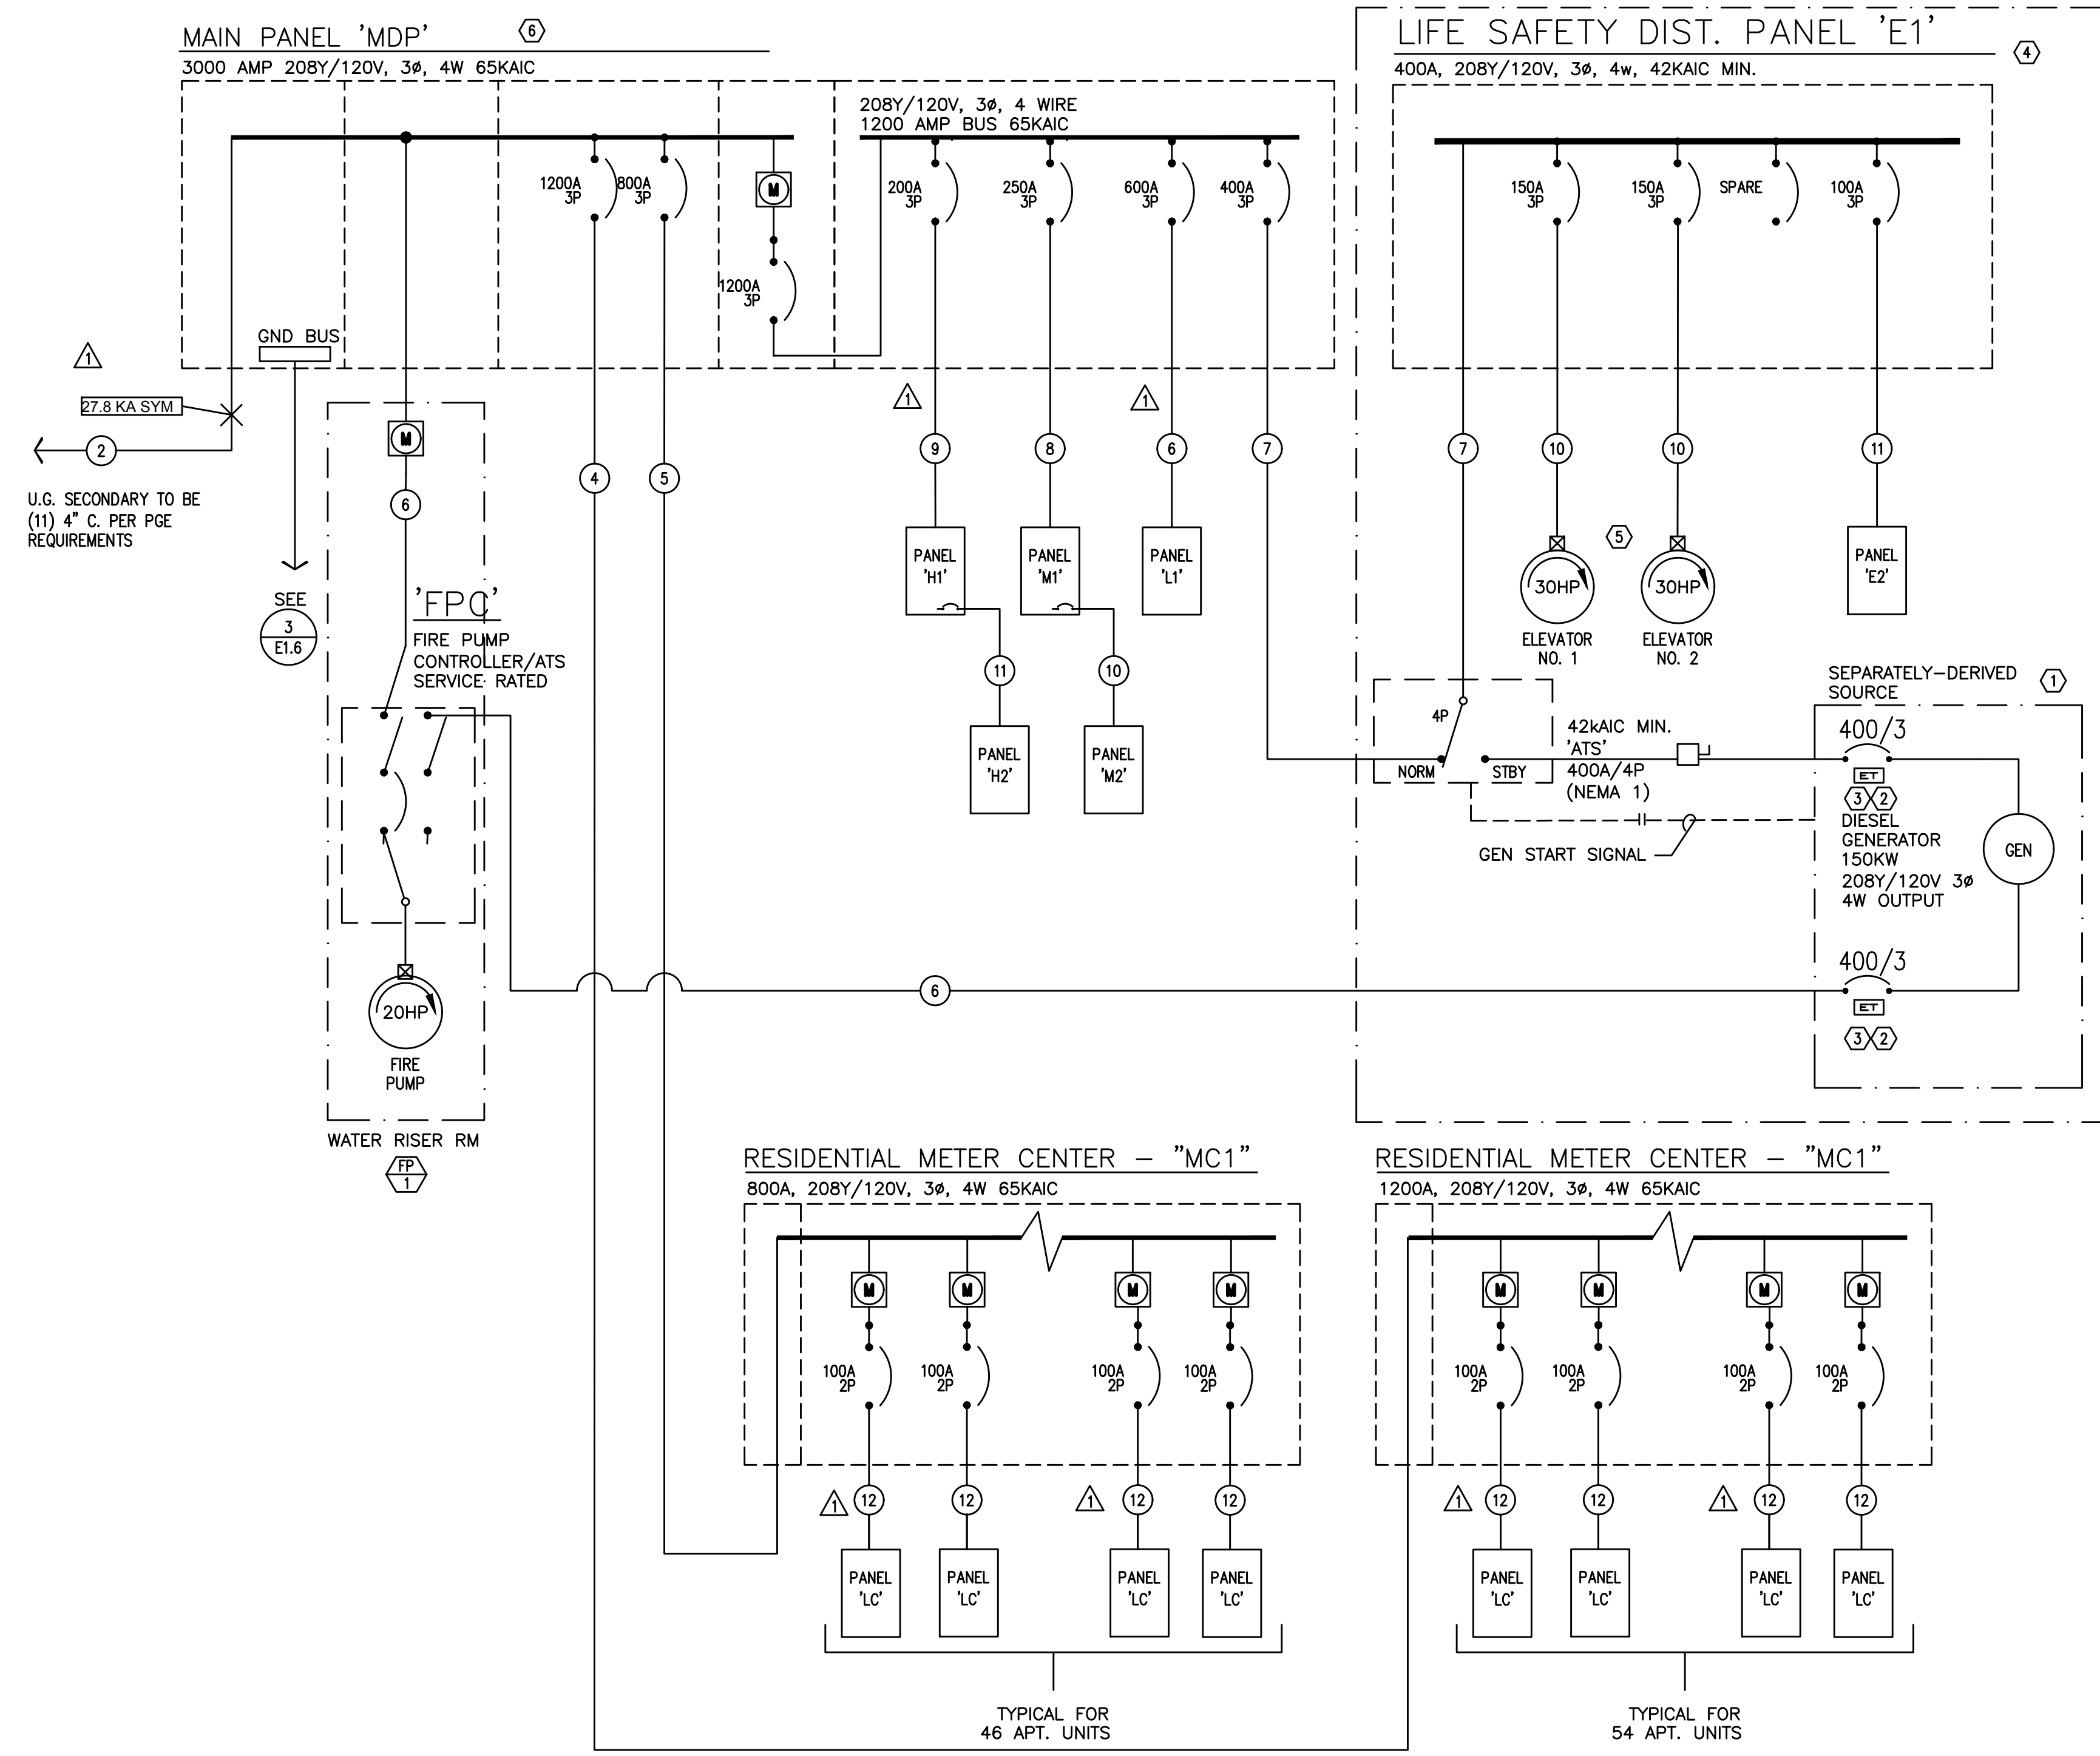 MAIN PANEL 'MDP'
6
3000 AMP 208Y/120V, 3ø, 4W 65KAIC
208Y/120V, 3ø, 4 WIRE
1200 AMP BUS 65KAIC
1200A
3P
800A
3P
M
1200A
3P
200A
3P
250A
3P
600A
3P
400A
3P
GND BUS
1
27.8 KA SYM
2
U.G. SECONDARY TO BE
(11) 4" C. PER PGE
REQUIREMENTS
SEE
3
E1.6
M
6
'FPC'
FIRE PUMP
CONTROLLER/ATS
SERVICE RATED
20HP
FIRE
PUMP
WATER RISER RM
FP
1
4
5
1
9
8
1
6
7
PANEL
'H1'
PANEL
'M1'
PANEL
'L1'
11
10
PANEL
'H2'
PANEL
'M2'
6
LIFE SAFETY DIST. PANEL 'E1'
4
400A, 208Y/120V, 3ø, 4w, 42KAIC MIN.
150A
3P
150A
3P
SPARE
100A
3P
7
10
10
11
5
30HP
30HP
PANEL
'E2'
ELEVATOR
NO. 1
ELEVATOR
NO. 2
4P
NORM
STBY
42kAIC MIN.
'ATS'
400A/4P
(NEMA 1)
GEN START SIGNAL
SEPARATELY-DERIVED
SOURCE
1
400/3
ET
3 2
DIESEL
GENERATOR
150KW
208Y/120V 3ø
4W OUTPUT
GEN
400/3
ET
3 2
RESIDENTIAL METER CENTER - "MC1"
800A, 208Y/120V, 3ø, 4W 65KAIC
M
M
M
M
100A
2P
100A
2P
100A
2P
100A
2P
1
12
12
1
12
12
PANEL
'LC'
PANEL
'LC'
PANEL
'LC'
PANEL
'LC'
TYPICAL FOR
46 APT. UNITS
RESIDENTIAL METER CENTER - "MC1"
1200A, 208Y/120V, 3ø, 4W 65KAIC
M
M
M
M
100A
2P
100A
2P
100A
2P
100A
2P
1
12
12
1
12
12
PANEL
'LC'
PANEL
'LC'
PANEL
'LC'
PANEL
'LC'
TYPICAL FOR
54 APT. UNITS